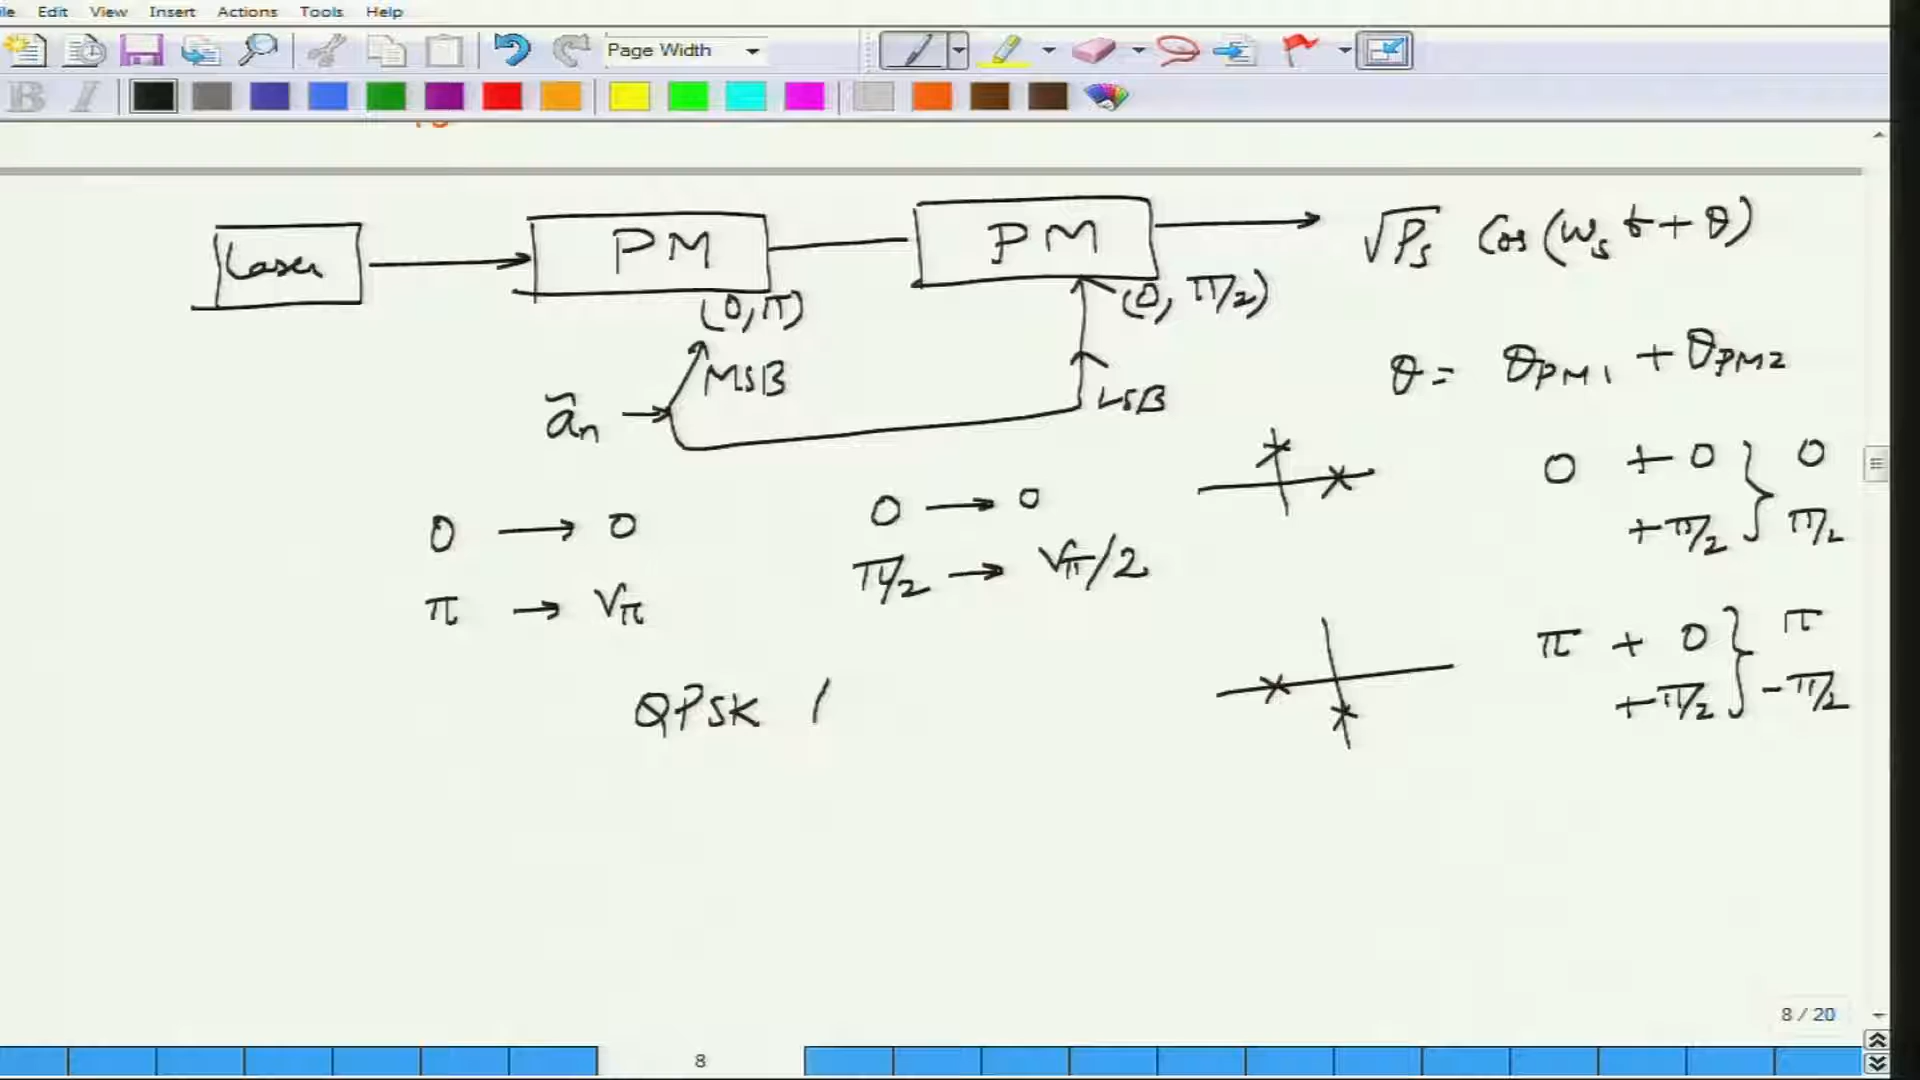 ile Edit View Insert Actions Tools Help
Page Width
B I
Laser PM PM √Ps Cos(ωs t + θ)
(0, π) (0, π/2)
MSB LSB
ãn
θ = θPM1 + θPM2
0 → 0
π → Vπ
0 → 0
π/2 → Vπ/2
0 + 0 } 0
+π/2 } π/2
π + 0 } π
+π/2 } -π/2
QPSK (
8 / 20
8